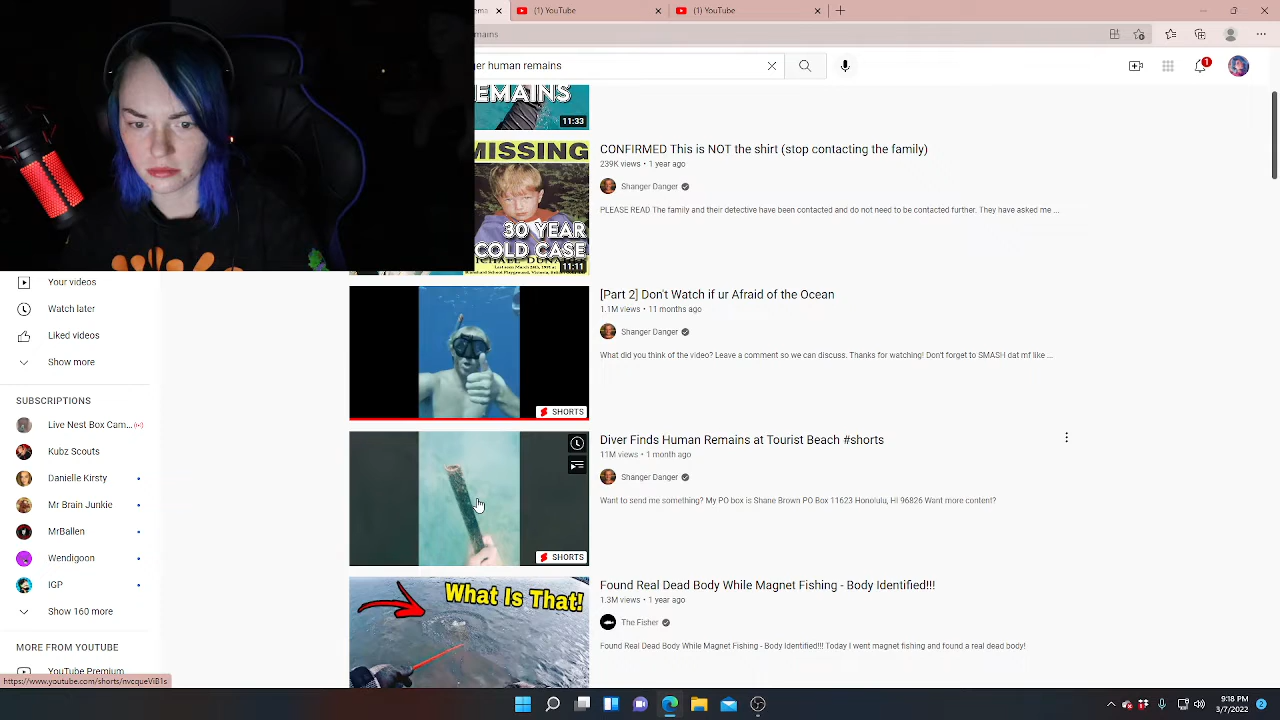 (1) YouTube
(1) YouTube
mains
er human remains
1
EMAINS
11:33
CONFIRMED This is NOT the shirt (stop contacting the family)
239K views • 1 year ago
Shanger Danger
PLEASE READ The family and their detective have been contacted and do not need to be contacted further. They have asked me ...
MISSING
30 YEAR
COLD CASE
11:11
Your videos
Watch later
Liked videos
Show more
[Part 2] Don't Watch if ur Afraid of the Ocean
1.1M views • 11 months ago
Shanger Danger
What did you think of the video? Leave a comment so we can discuss. Thanks for watching! Don't forget to SMASH dat mf like ...
SHORTS
SUBSCRIPTIONS
Live Nest Box Cam...
Kubz Scouts
Danielle Kirsty
Mr Brain Junkie
MrBallen
Wendigoon
IGP
Show 160 more
Diver Finds Human Remains at Tourist Beach #shorts
11M views • 1 month ago
Shanger Danger
Want to send me something? My PO box is Shane Brown PO Box 11623 Honolulu, HI 96826 Want more content?
SHORTS
What Is That!
Found Real Dead Body While Magnet Fishing - Body Identified!!!
1.3M views • 1 year ago
The Fisher
Found Real Dead Body While Magnet Fishing - Body Identified!!! Today I went magnet fishing and found a real dead body!
MORE FROM YOUTUBE
YouTube Premium
https://www.youtube.com/shorts/nvcqueViB1s
5:48 PM
3/7/2022
2